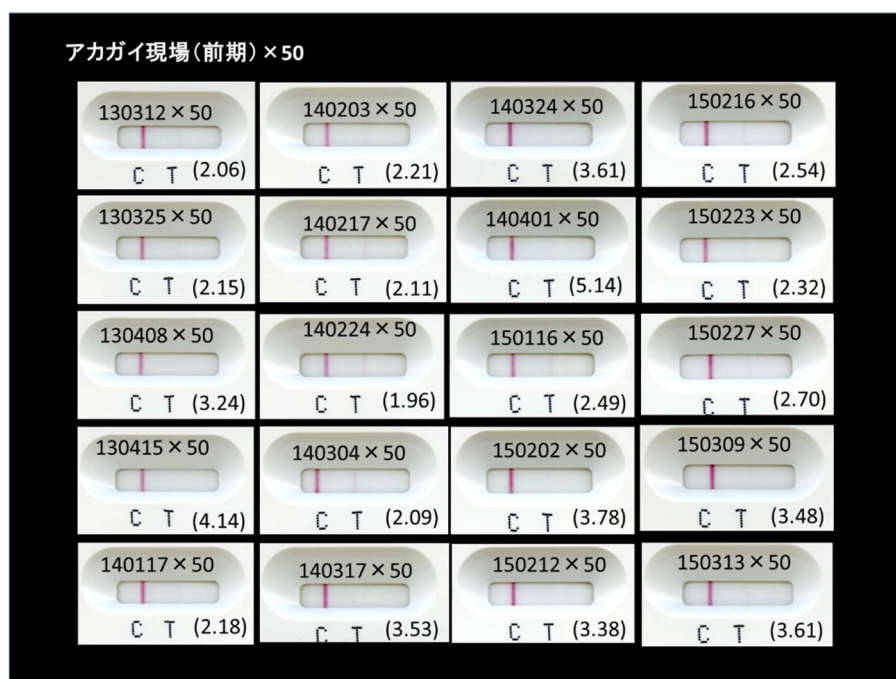 アカガイ現場(前期)×50
130312×50
C T (2.06)
140203×50
C T (2.21)
140324×50
C T (3.61)
150216×50
C T (2.54)
130325×50
C T (2.15)
140217×50
C T (2.11)
140401×50
C T (5.14)
150223×50
C T (2.32)
130408×50
C T (3.24)
140224×50
C T (1.96)
150116×50
C T (2.49)
150227×50
C T (2.70)
130415×50
C T (4.14)
140304×50
C T (2.09)
150202×50
C T (3.78)
150309×50
C T (3.48)
140117×50
C T (2.18)
140317×50
C T (3.53)
150212×50
C T (3.38)
150313×50
C T (3.61)